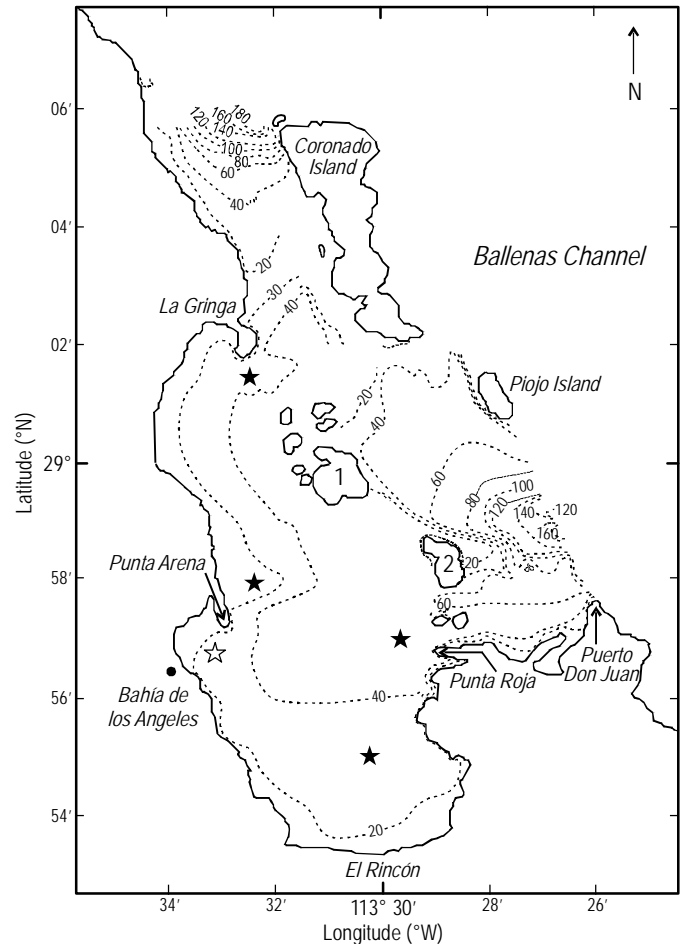 06′
04′
02′
29°
58′
56′
54′
Latitude (°N)
34′
32′
113° 30′
28′
26′
Longitude (°W)
N
120
160
180
140
100
80
60
40
Coronado
Island
Ballenas Channel
20
30
40
La Gringa
20
40
Piojo Island
1
60
80
100
120
140
120
160
2
20
Punta Arena
60
Puerto
Don Juan
Punta Roja
Bahía de
los Angeles
40
20
El Rincón